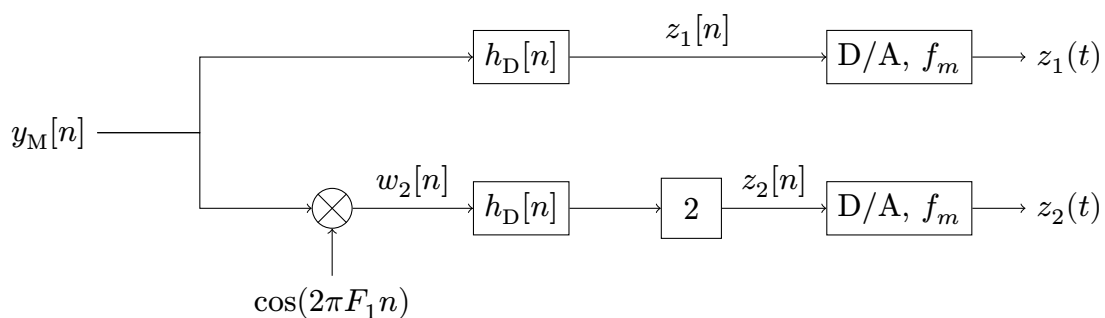 z₁[n]
h_D[n]
D/A, f_m
z₁(t)
y_M[n]
w₂[n]
z₂[n]
h_D[n]
2
D/A, f_m
z₂(t)
cos(2πF₁n)